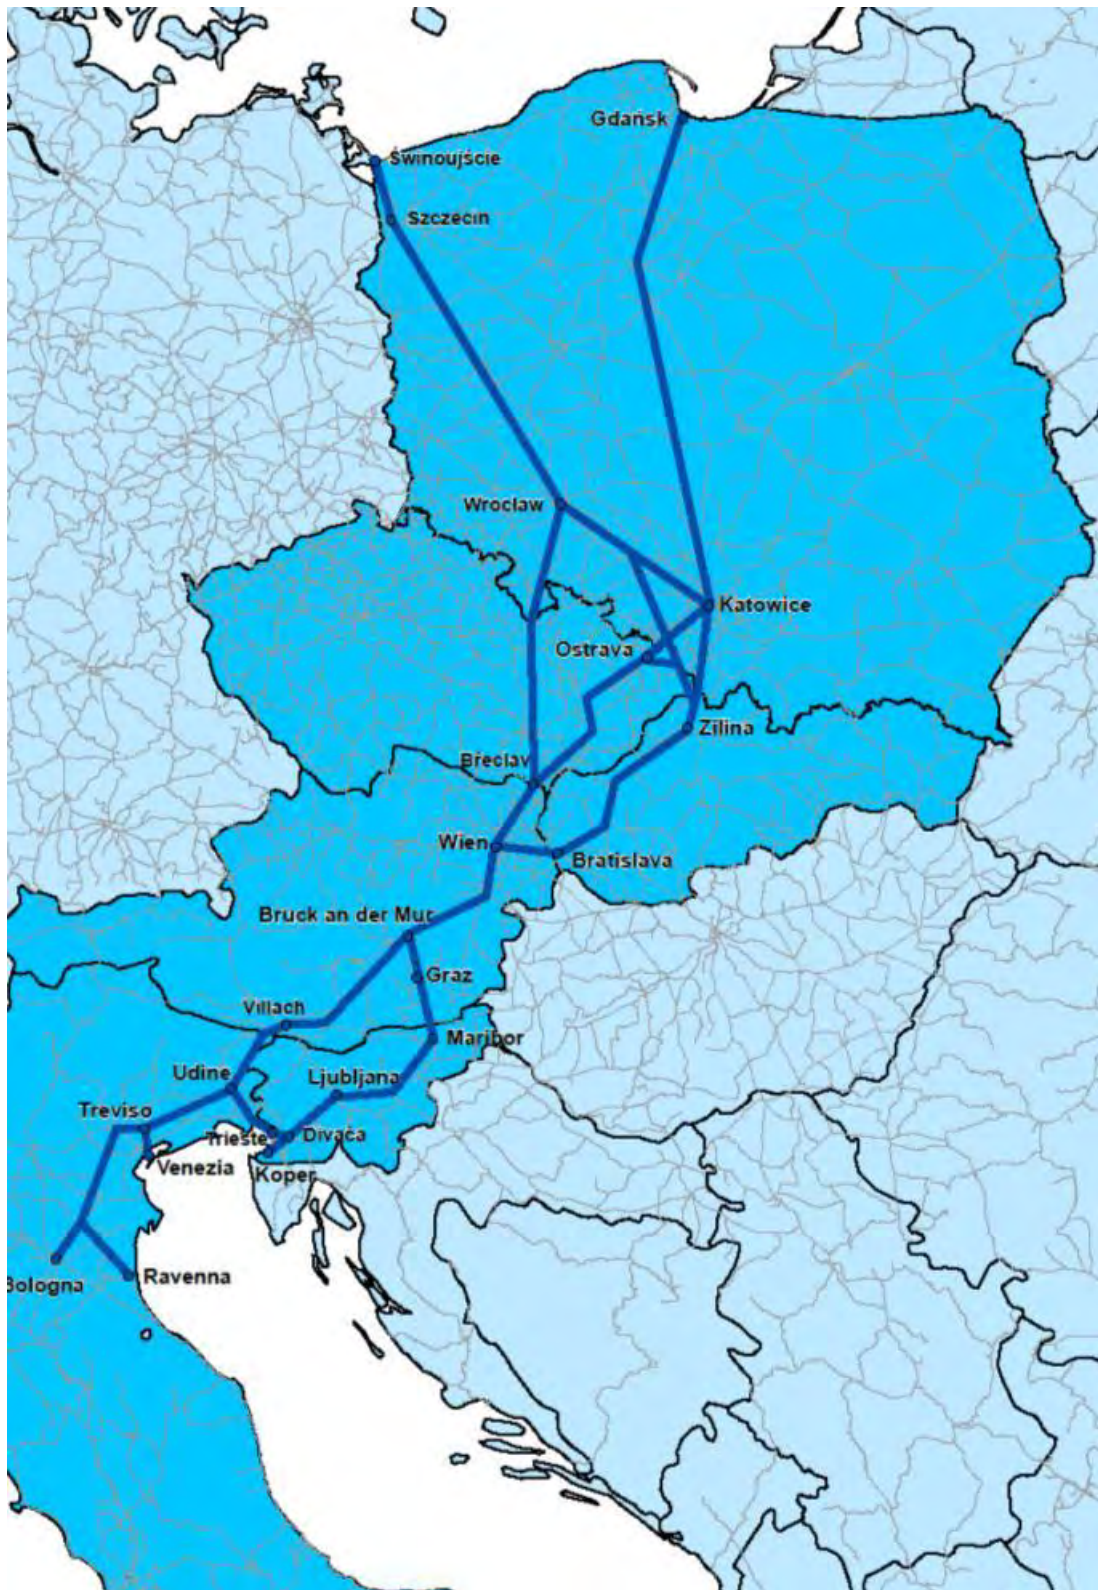 Gdańsk
Świnoujście
Szczecin
Wrocław
Katowice
Ostrava
Zilina
Břeclav
Wien
Bratislava
Bruck an der Mur
Graz
Villach
Maribor
Udine
Ljubljana
Treviso
Trieste
Divača
Venezia
Koper
Bologna
Ravenna